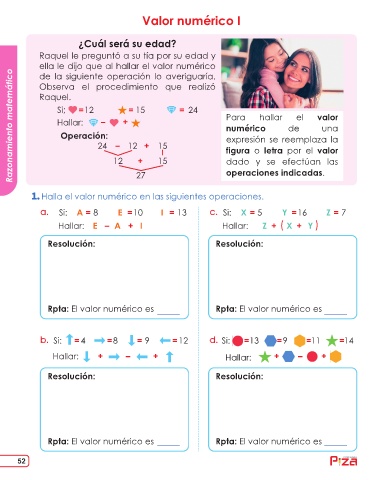 Valor numérico I
¿Cuál será su edad?
Raquel le preguntó a su tía por su edad y
ella le dijo que al hallar el valor numérico
de la siguiente operación lo averiguaría.
Observa el procedimiento que realizó
Raquel.
Si: =12 = 15 = 24
Hallar: – +
Operación:
24 – 12 + 15
12 + 15
27
Para hallar el valor
numérico de una
expresión se reemplaza la
figura o letra por el valor
dado y se efectúan las
operaciones indicadas.
Razonamiento matemático
1. Halla el valor numérico en las siguientes operaciones.
a. Si: A = 8 E =10 I = 13
Hallar: E – A + I
Resolución:
Rpta: El valor numérico es _____
c. Si: X = 5 Y =16 Z = 7
Hallar: Z + ( X + Y )
Resolución:
Rpta: El valor numérico es _____
b. Si: ↑=4 →=8 ↓= 9 ←=12
Hallar: ↓ + → – ← + ↑
Resolución:
Rpta: El valor numérico es _____
d. Si: =13 =9 =11 =14
Hallar: + – +
Resolución:
Rpta: El valor numérico es _____
52